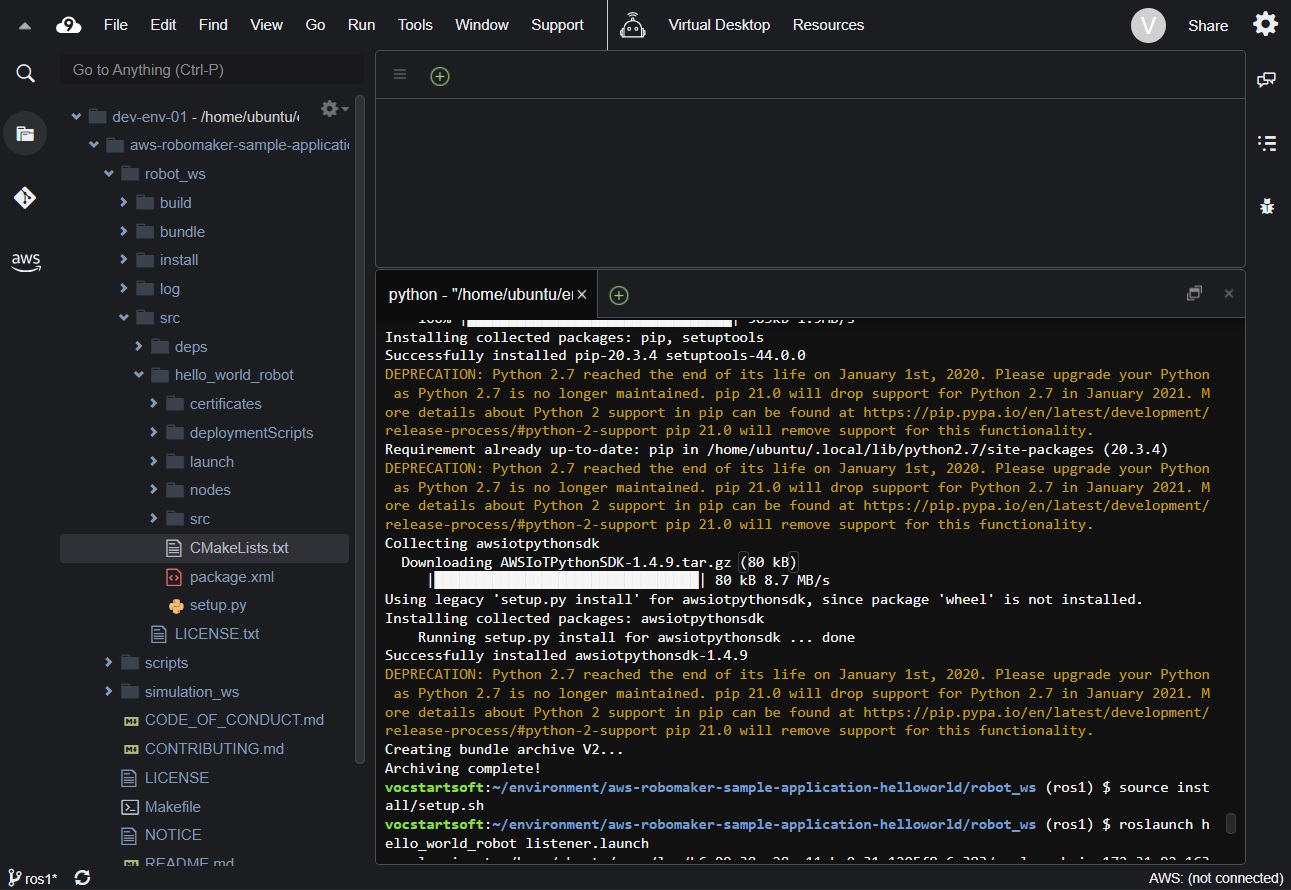 File Edit Find View Go Run Tools Window Support Virtual Desktop Resources V Share
Go to Anything (Ctrl-P)
dev-env-01 - /home/ubuntu/
aws-robomaker-sample-applicati
robot_ws
build
bundle
install
log
src
deps
hello_world_robot
certificates
deploymentScripts
launch
nodes
src
CMakeLists.txt
package.xml
setup.py
LICENSE.txt
scripts
simulation_ws
CODE_OF_CONDUCT.md
CONTRIBUTING.md
LICENSE
Makefile
NOTICE
README.md
aws
python - "/home/ubuntu/e
Installing collected packages: pip, setuptools
Successfully installed pip-20.3.4 setuptools-44.0.0
DEPRECATION: Python 2.7 reached the end of its life on January 1st, 2020. Please upgrade your Python
as Python 2.7 is no longer maintained. pip 21.0 will drop support for Python 2.7 in January 2021. M
ore details about Python 2 support in pip can be found at https://pip.pypa.io/en/latest/development/
release-process/#python-2-support pip 21.0 will remove support for this functionality.
Requirement already up-to-date: pip in /home/ubuntu/.local/lib/python2.7/site-packages (20.3.4)
DEPRECATION: Python 2.7 reached the end of its life on January 1st, 2020. Please upgrade your Python
as Python 2.7 is no longer maintained. pip 21.0 will drop support for Python 2.7 in January 2021. M
ore details about Python 2 support in pip can be found at https://pip.pypa.io/en/latest/development/
release-process/#python-2-support pip 21.0 will remove support for this functionality.
Collecting awsiotpythonsdk
Downloading AWSIoTPythonSDK-1.4.9.tar.gz (80 kB)
| | 80 kB 8.7 MB/s
Using legacy 'setup.py install' for awsiotpythonsdk, since package 'wheel' is not installed.
Installing collected packages: awsiotpythonsdk
Running setup.py install for awsiotpythonsdk ... done
Successfully installed awsiotpythonsdk-1.4.9
DEPRECATION: Python 2.7 reached the end of its life on January 1st, 2020. Please upgrade your Python
as Python 2.7 is no longer maintained. pip 21.0 will drop support for Python 2.7 in January 2021. M
ore details about Python 2 support in pip can be found at https://pip.pypa.io/en/latest/development/
release-process/#python-2-support pip 21.0 will remove support for this functionality.
Creating bundle archive V2...
Archiving complete!
vocstartsoft:~/environment/aws-robomaker-sample-application-helloworld/robot_ws (ros1) $ source inst
all/setup.sh
vocstartsoft:~/environment/aws-robomaker-sample-application-helloworld/robot_ws (ros1) $ roslaunch h
ello_world_robot listener.launch
ros1* AWS: (not connected)